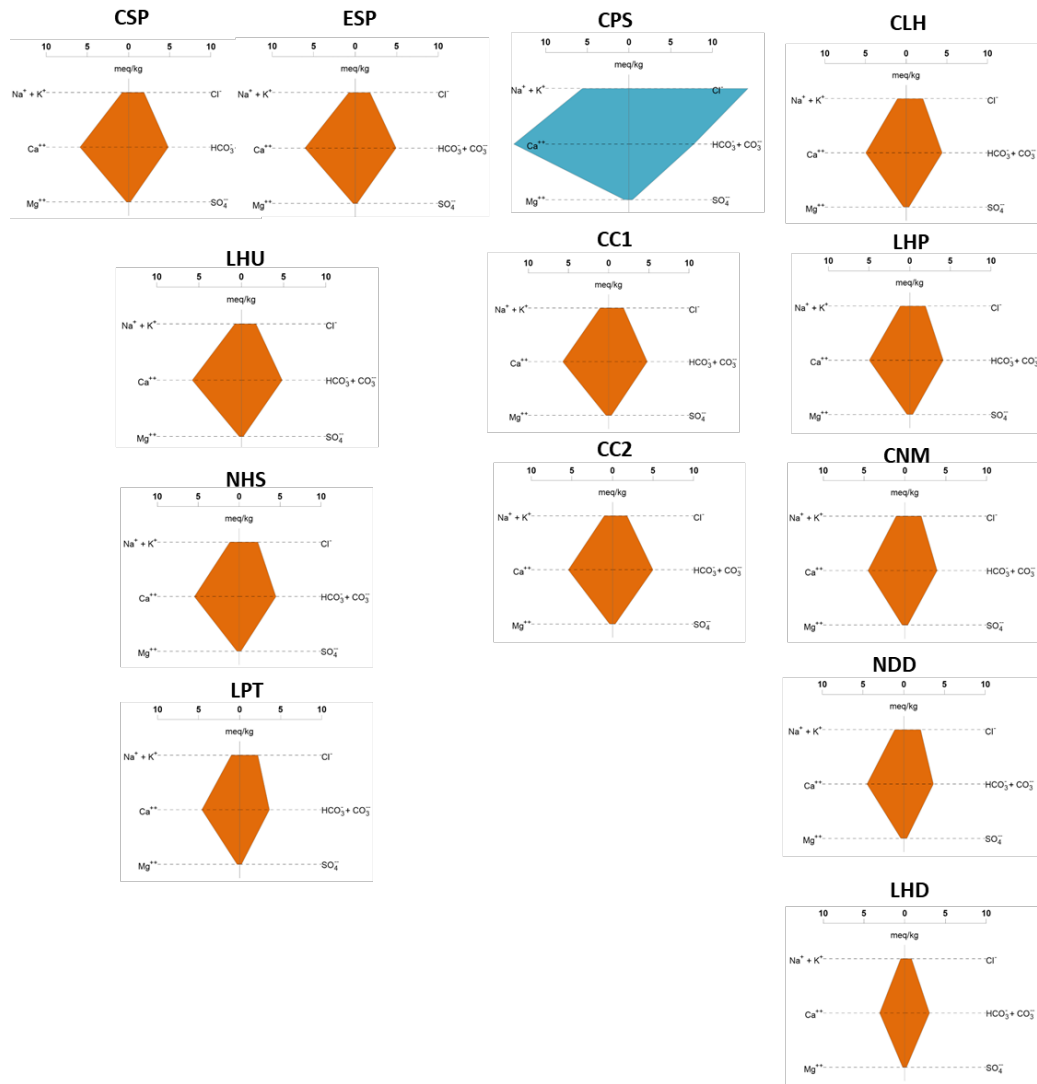 CSP
10 5 0 5 10
meq/kg
Na⁺ + K⁺ Cl⁻
Ca⁺⁺ HCO₃⁻
Mg⁺⁺ SO₄⁻⁻
ESP
10 5 0 5 10
meq/kg
Na⁺ + K⁺ Cl⁻
Ca⁺⁺ HCO₃⁻ + CO₃⁻⁻
Mg⁺⁺ SO₄⁻⁻
CPS
10 5 0 5 10
meq/kg
Na⁺ + K⁺ Cl⁻
Ca⁺⁺ HCO₃⁻ + CO₃⁻⁻
Mg⁺⁺ SO₄⁻⁻
CLH
10 5 0 5 10
meq/kg
Na⁺ + K⁺ Cl⁻
Ca⁺⁺ HCO₃⁻ + CO₃⁻⁻
Mg⁺⁺ SO₄⁻⁻
LHU
10 5 0 5 10
meq/kg
Na⁺ + K⁺ Cl⁻
Ca⁺⁺ HCO₃⁻ + CO₃⁻⁻
Mg⁺⁺ SO₄⁻⁻
CC1
10 5 0 5 10
meq/kg
Na⁺ + K⁺ Cl⁻
Ca⁺⁺ HCO₃⁻ + CO₃⁻⁻
Mg⁺⁺ SO₄⁻⁻
LHP
10 5 0 5 10
meq/kg
Na⁺ + K⁺ Cl⁻
Ca⁺⁺ HCO₃⁻ + CO₃⁻⁻
Mg⁺⁺ SO₄⁻⁻
NHS
10 5 0 5 10
meq/kg
Na⁺ + K⁺ Cl⁻
Ca⁺⁺ HCO₃⁻ + CO₃⁻⁻
Mg⁺⁺ SO₄⁻⁻
CC2
10 5 0 5 10
meq/kg
Na⁺ + K⁺ Cl⁻
Ca⁺⁺ HCO₃⁻ + CO₃⁻⁻
Mg⁺⁺ SO₄⁻⁻
CNM
10 5 0 5 10
meq/kg
Na⁺ + K⁺ Cl⁻
Ca⁺⁺ HCO₃⁻ + CO₃⁻⁻
Mg⁺⁺ SO₄⁻⁻
LPT
10 5 0 5 10
meq/kg
Na⁺ + K⁺ Cl⁻
Ca⁺⁺ HCO₃⁻ + CO₃⁻⁻
Mg⁺⁺ SO₄⁻⁻
NDD
10 5 0 5 10
meq/kg
Na⁺ + K⁺ Cl⁻
Ca⁺⁺ HCO₃⁻ + CO₃⁻⁻
Mg⁺⁺ SO₄⁻⁻
LHD
10 5 0 5 10
meq/kg
Na⁺ + K⁺ Cl⁻
Ca⁺⁺ HCO₃⁻ + CO₃⁻⁻
Mg⁺⁺ SO₄⁻⁻